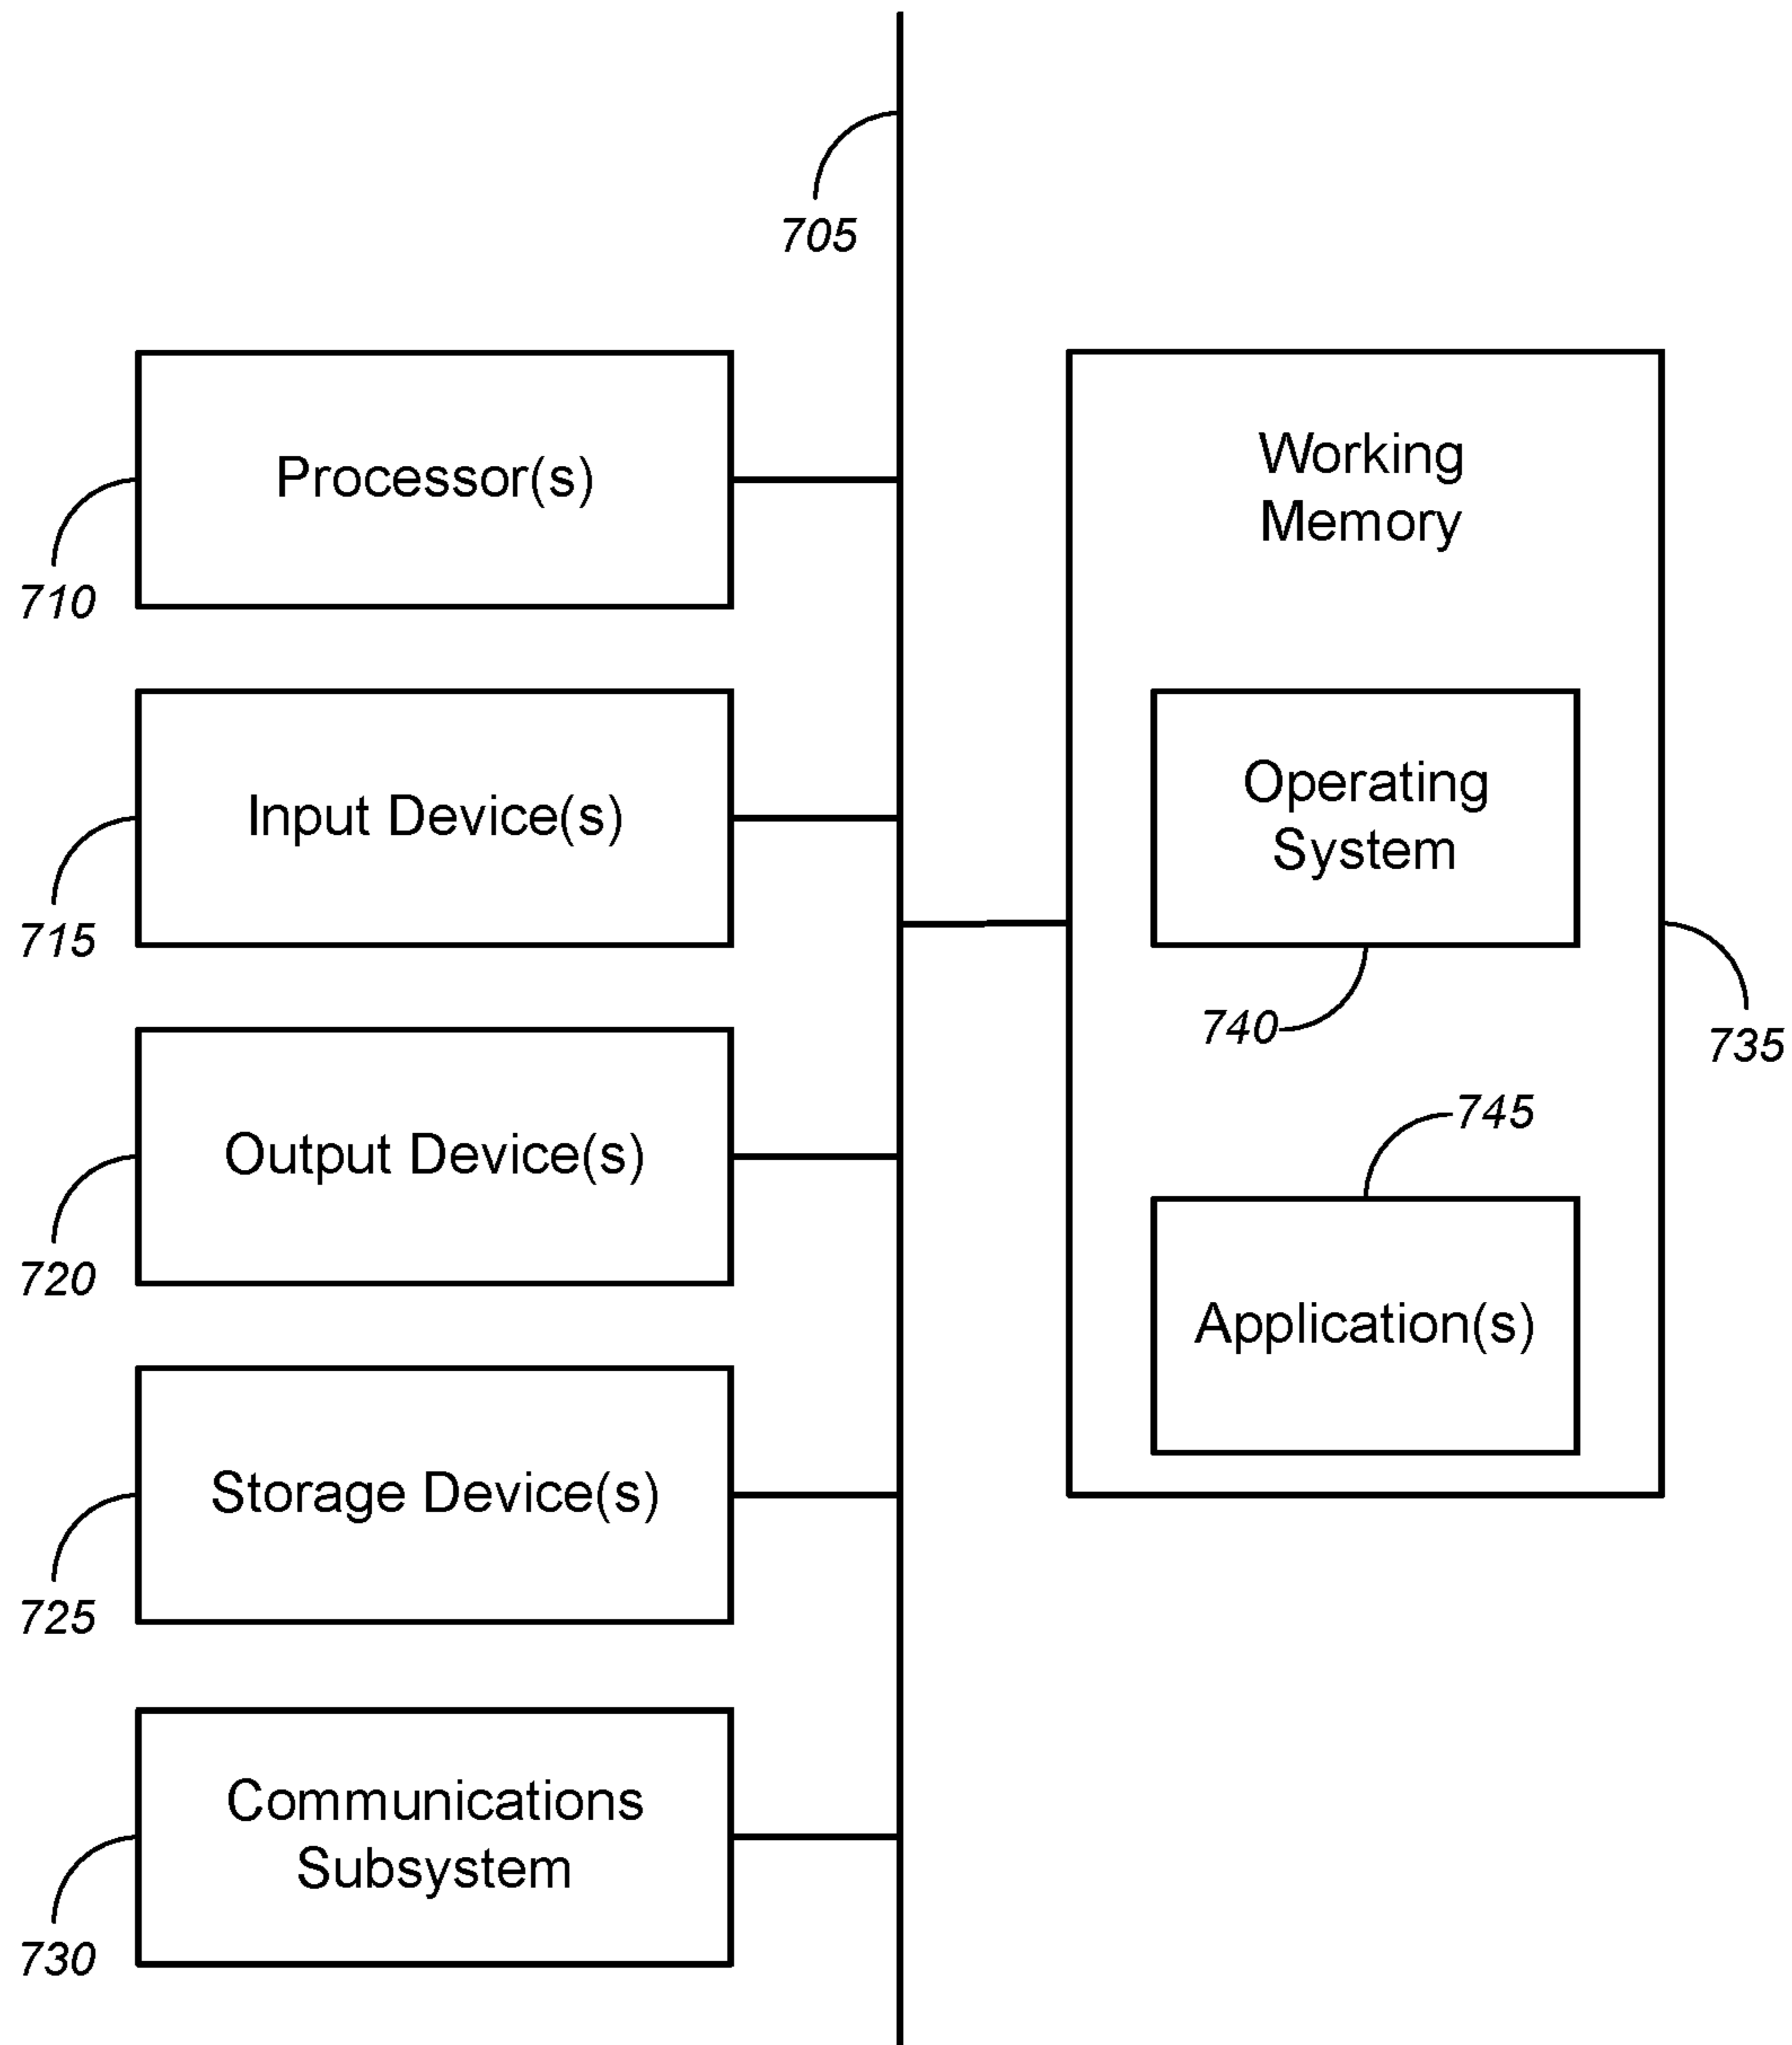 705
Processor(s)
710
Input Device(s)
715
Output Device(s)
720
Storage Device(s)
725
Communications
Subsystem
730
Working
Memory
Operating
System
740
735
745
Application(s)